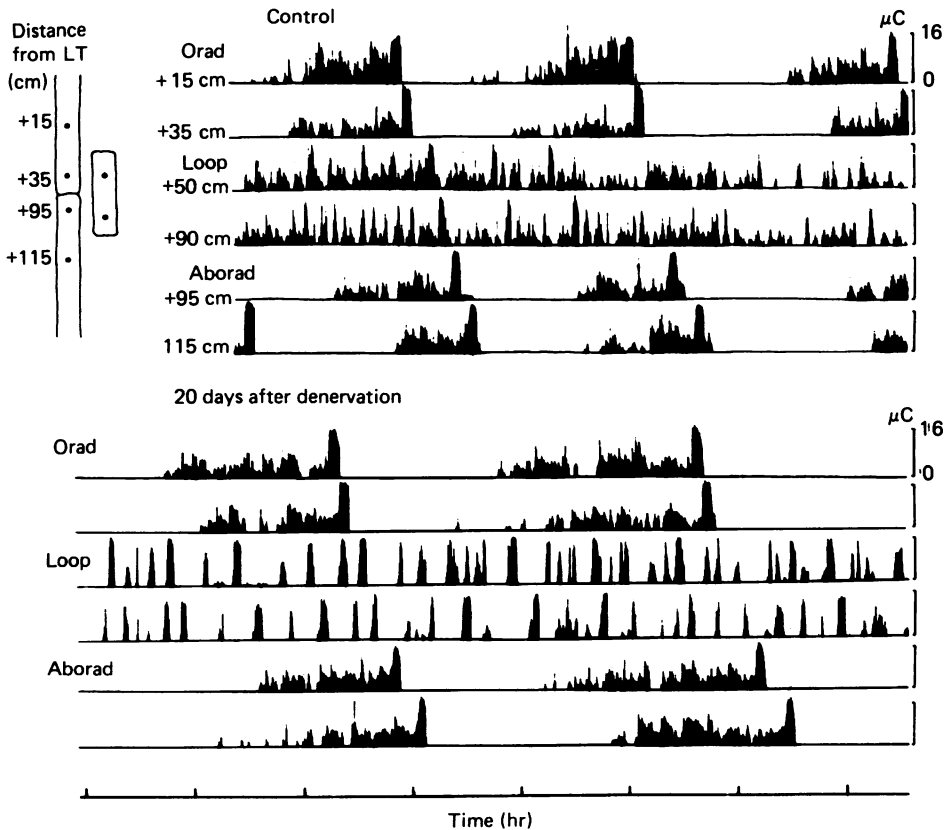 Distance
from LT
(cm)
+15
+35
+95
+115
Control
µC
Orad
+ 15 cm
16
0
+35 cm
Loop
+50 cm
+90 cm
Aborad
+95 cm
115 cm
20 days after denervation
µC
Orad
16
0
Loop
Aborad
Time (hr)